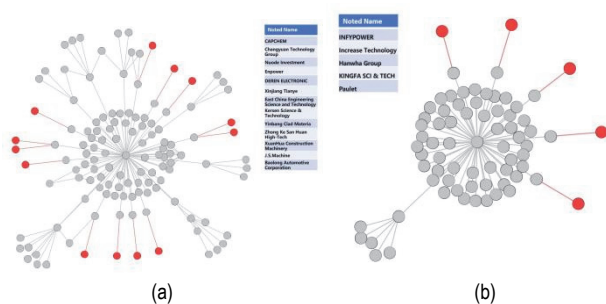 Noted Name
CAPCHEM
Chengyuan Technology
Group
Nuode Investment
Enpower
DEREN ELECTRONIC
Xinjiang Tianye
East China Engineering
Science and Technology
Kersen Science &
Technology
Yinbang Clad Materia
Zhong Ke San Huan
High-Tech
XuanHua Construction
Machinery
J.S.Machine
Baolong Automotive
Corporation
(a)
Noted Name
INFYPOWER
Increase Technology
Hanwha Group
KINGFA SCI & TECH
Paulet
(b)